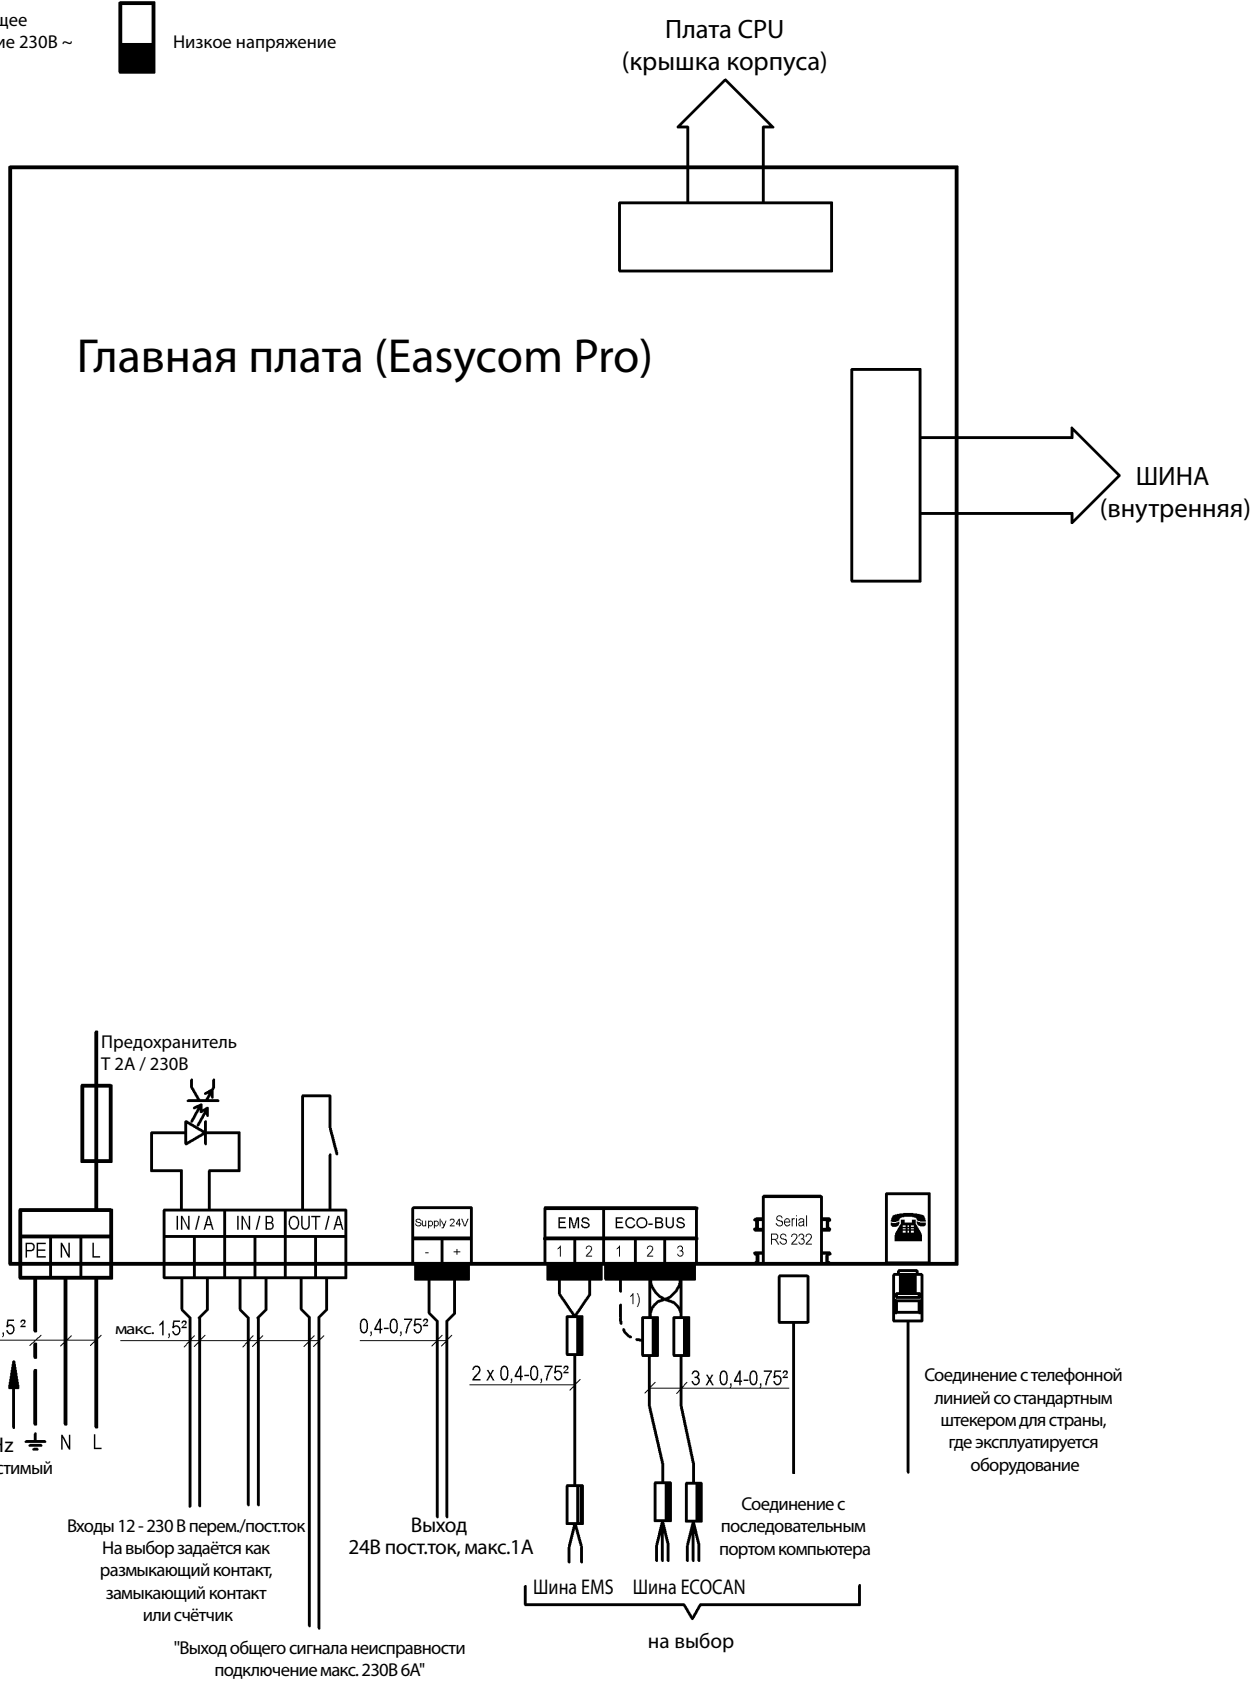 Низкое напряжение
230В ~
Плата CPU
(крышка корпуса)
Главная плата (Easycom Pro)
ШИНА
(внутренняя)
Предохранитель
T 2A / 230В
PE N L
IN / A IN / B OUT / A
Supply 24V
- +
EMS ECO-BUS
1 2 1 2 3
Serial
RS 232
1)
,5 ²
макс. 1,5²
0,4-0,75²
2 x 0,4-0,75²
3 x 0,4-0,75²
N L
Соединение с телефонной
линией со стандартным
штекером для страны,
где эксплуатируется
оборудование
Входы 12 - 230 В перем./пост.ток
На выбор задаётся как
размыкающий контакт,
замыкающий контакт
или счётчик
Выход
24В пост.ток, макс.1А
Соединение с
последовательным
портом компьютера
Шина EMS Шина ECOCAN
на выбор
"Выход общего сигнала неисправности
подключение макс. 230В 6А"